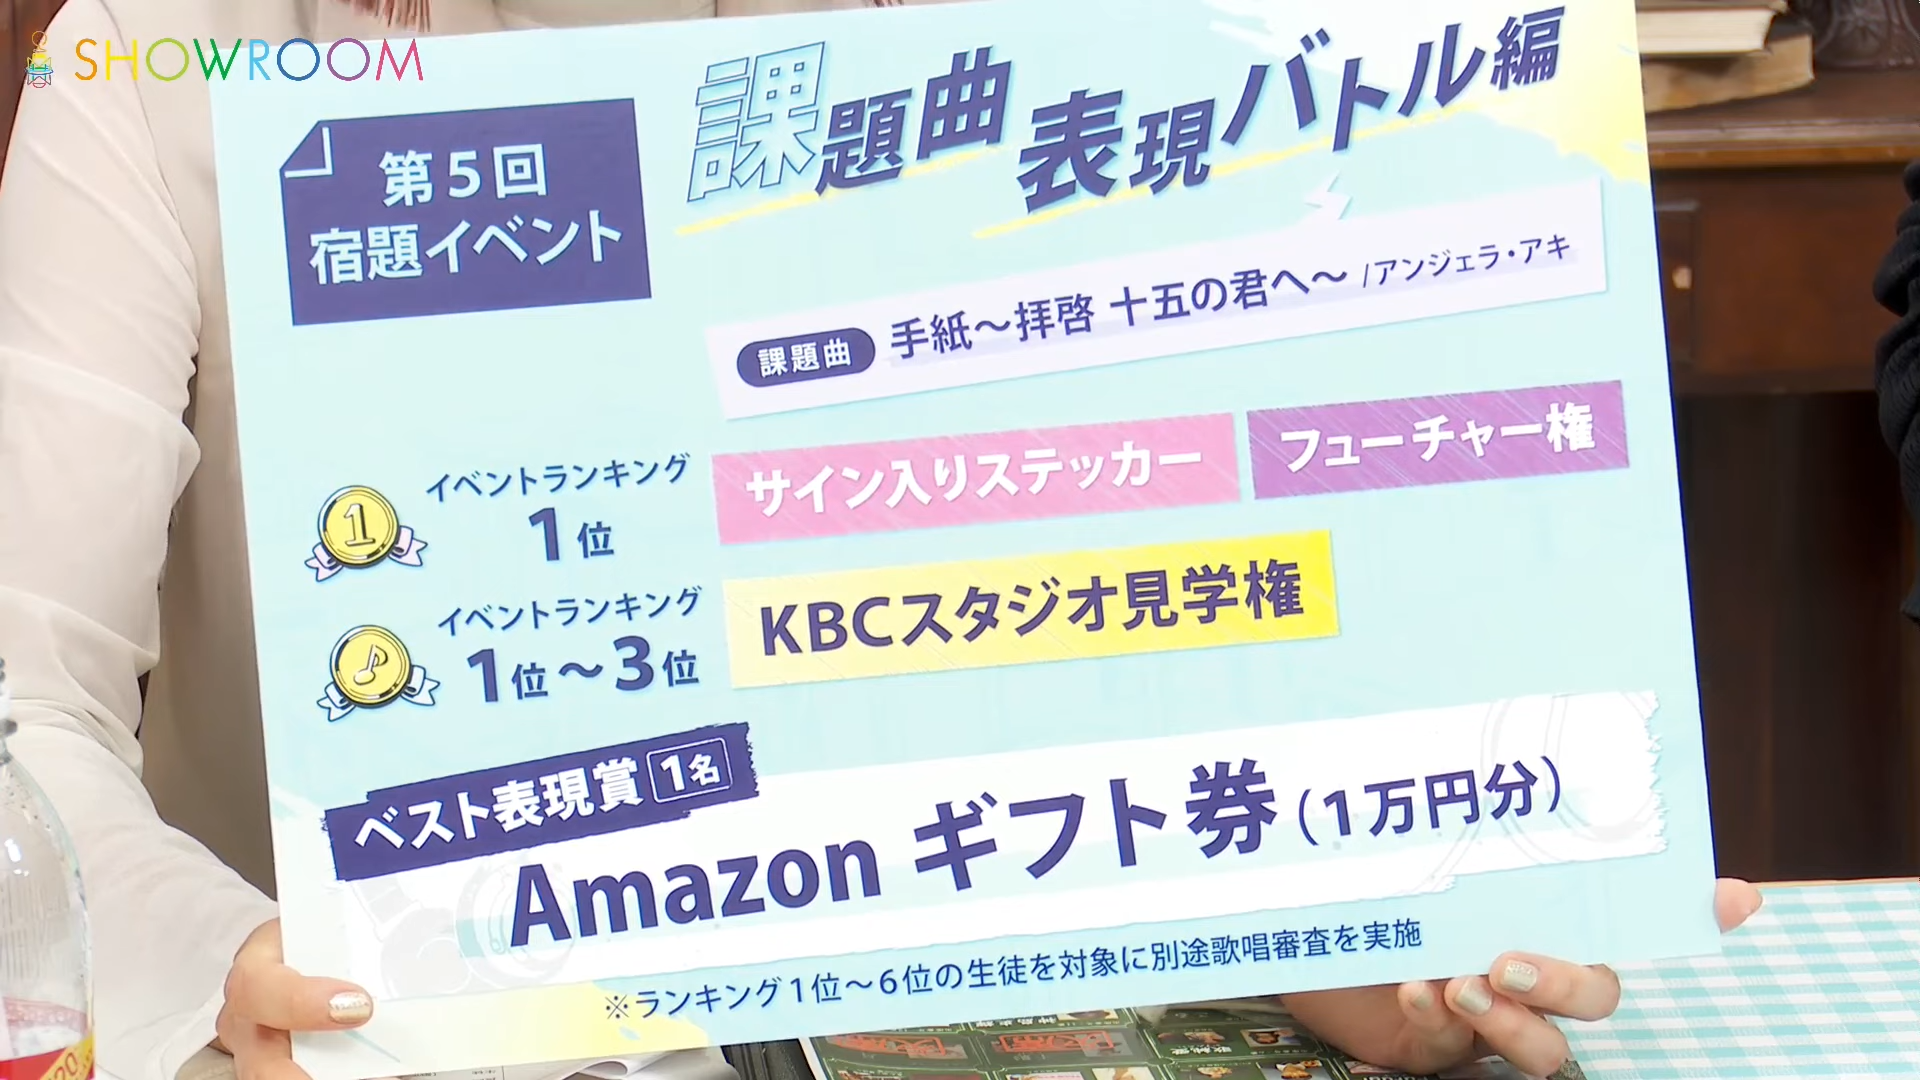 SHOWROOM
課題曲表現バトル編
第5回
宿題イベント
課題曲 手紙～拝啓 十五の君へ～ /アンジェラ・アキ
イベントランキング
1位
サイン入りステッカー
フューチャー権
イベントランキング
1位～3位
KBCスタジオ見学権
ベスト表現賞 1名
Amazon ギフト券 (1万円分)
※ランキング1位～6位の生徒を対象に別途歌唱審査を実施